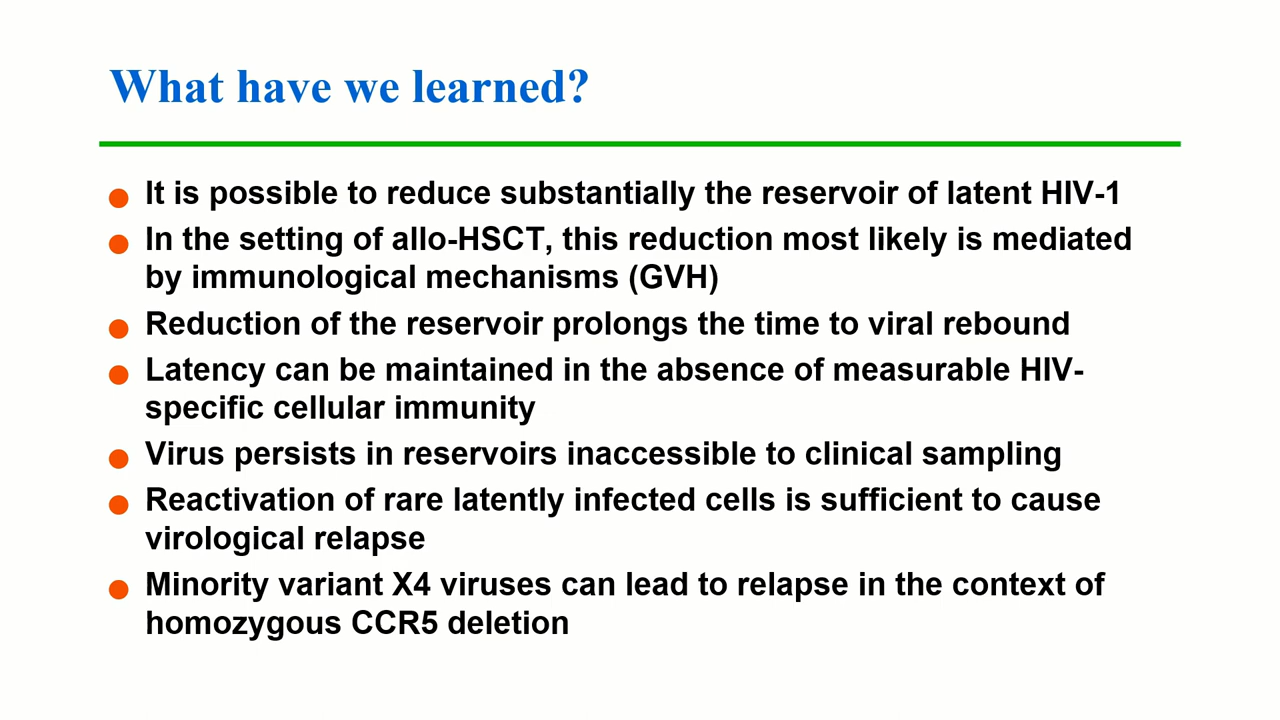 What have we learned?
It is possible to reduce substantially the reservoir of latent HIV-1
In the setting of allo-HSCT, this reduction most likely is mediated
by immunological mechanisms (GVH)
Reduction of the reservoir prolongs the time to viral rebound
Latency can be maintained in the absence of measurable HIV-
specific cellular immunity
Virus persists in reservoirs inaccessible to clinical sampling
Reactivation of rare latently infected cells is sufficient to cause
virological relapse
Minority variant X4 viruses can lead to relapse in the context of
homozygous CCR5 deletion